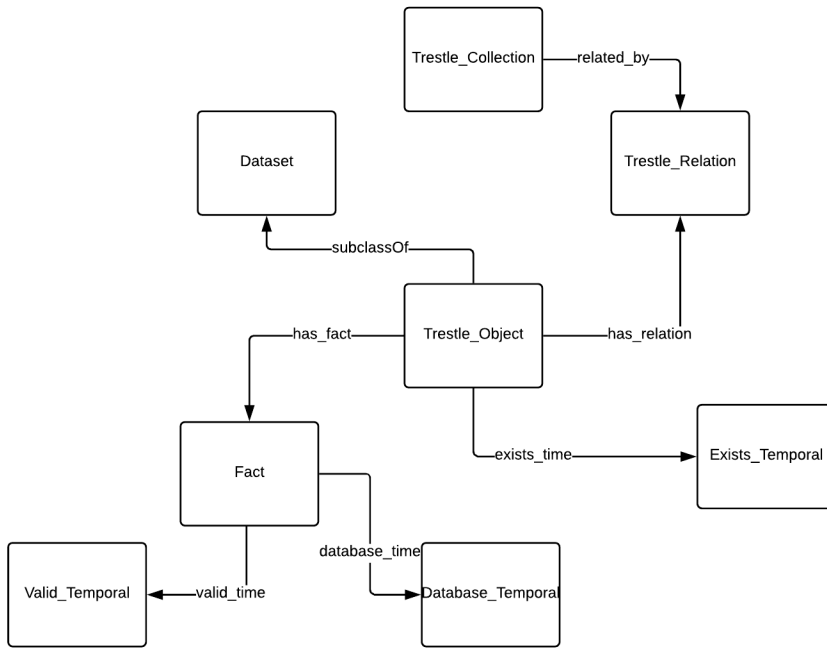 Trestle_Collection
related_by
Dataset
Trestle_Relation
subclassOf
has_fact
Trestle_Object
has_relation
exists_time
Exists_Temporal
Fact
database_time
Valid_Temporal
valid_time
Database_Temporal